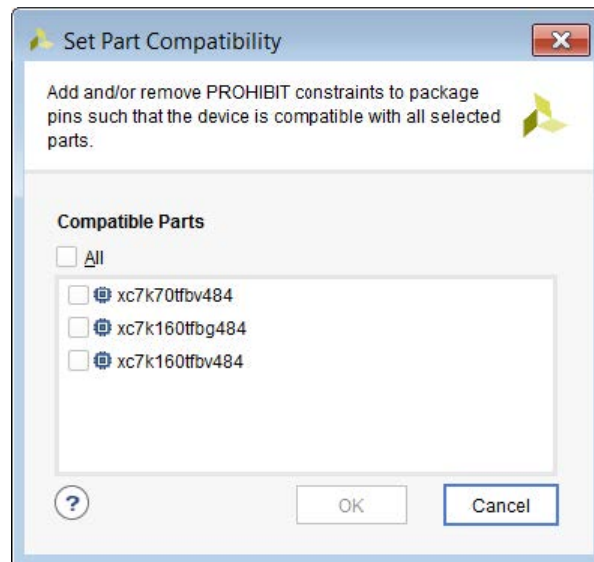 Set Part Compatibility
Add and/or remove PROHIBIT constraints to package
pins such that the device is compatible with all selected
parts.
Compatible Parts
All
xc7k70tfbv484
xc7k160tfbg484
xc7k160tfbv484
?
OK
Cancel